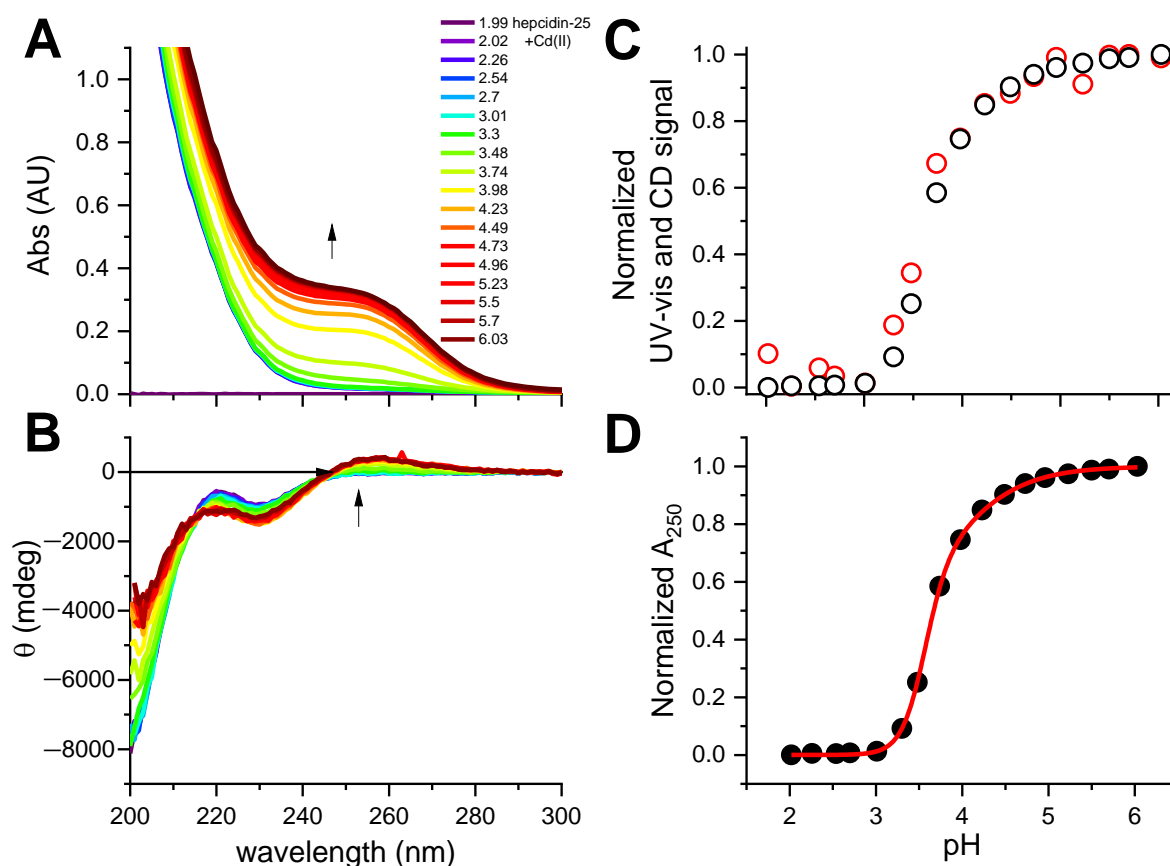 A
1.0
0.8
0.6
0.4
0.2
0.0
Abs (AU)
1.99 hepcidin-25
2.02 +Cd(II)
2.26
2.54
2.7
3.01
3.3
3.48
3.74
3.98
4.23
4.49
4.73
4.96
5.23
5.5
5.7
6.03
B
0
−2000
−4000
−6000
−8000
θ (mdeg)
200 220 240 260 280 300
wavelength (nm)
C
1.0
0.8
0.6
0.4
0.2
0.0
Normalized
UV-vis and CD signal
D
1.0
0.8
0.6
0.4
0.2
0.0
Normalized A250
2 3 4 5 6
pH